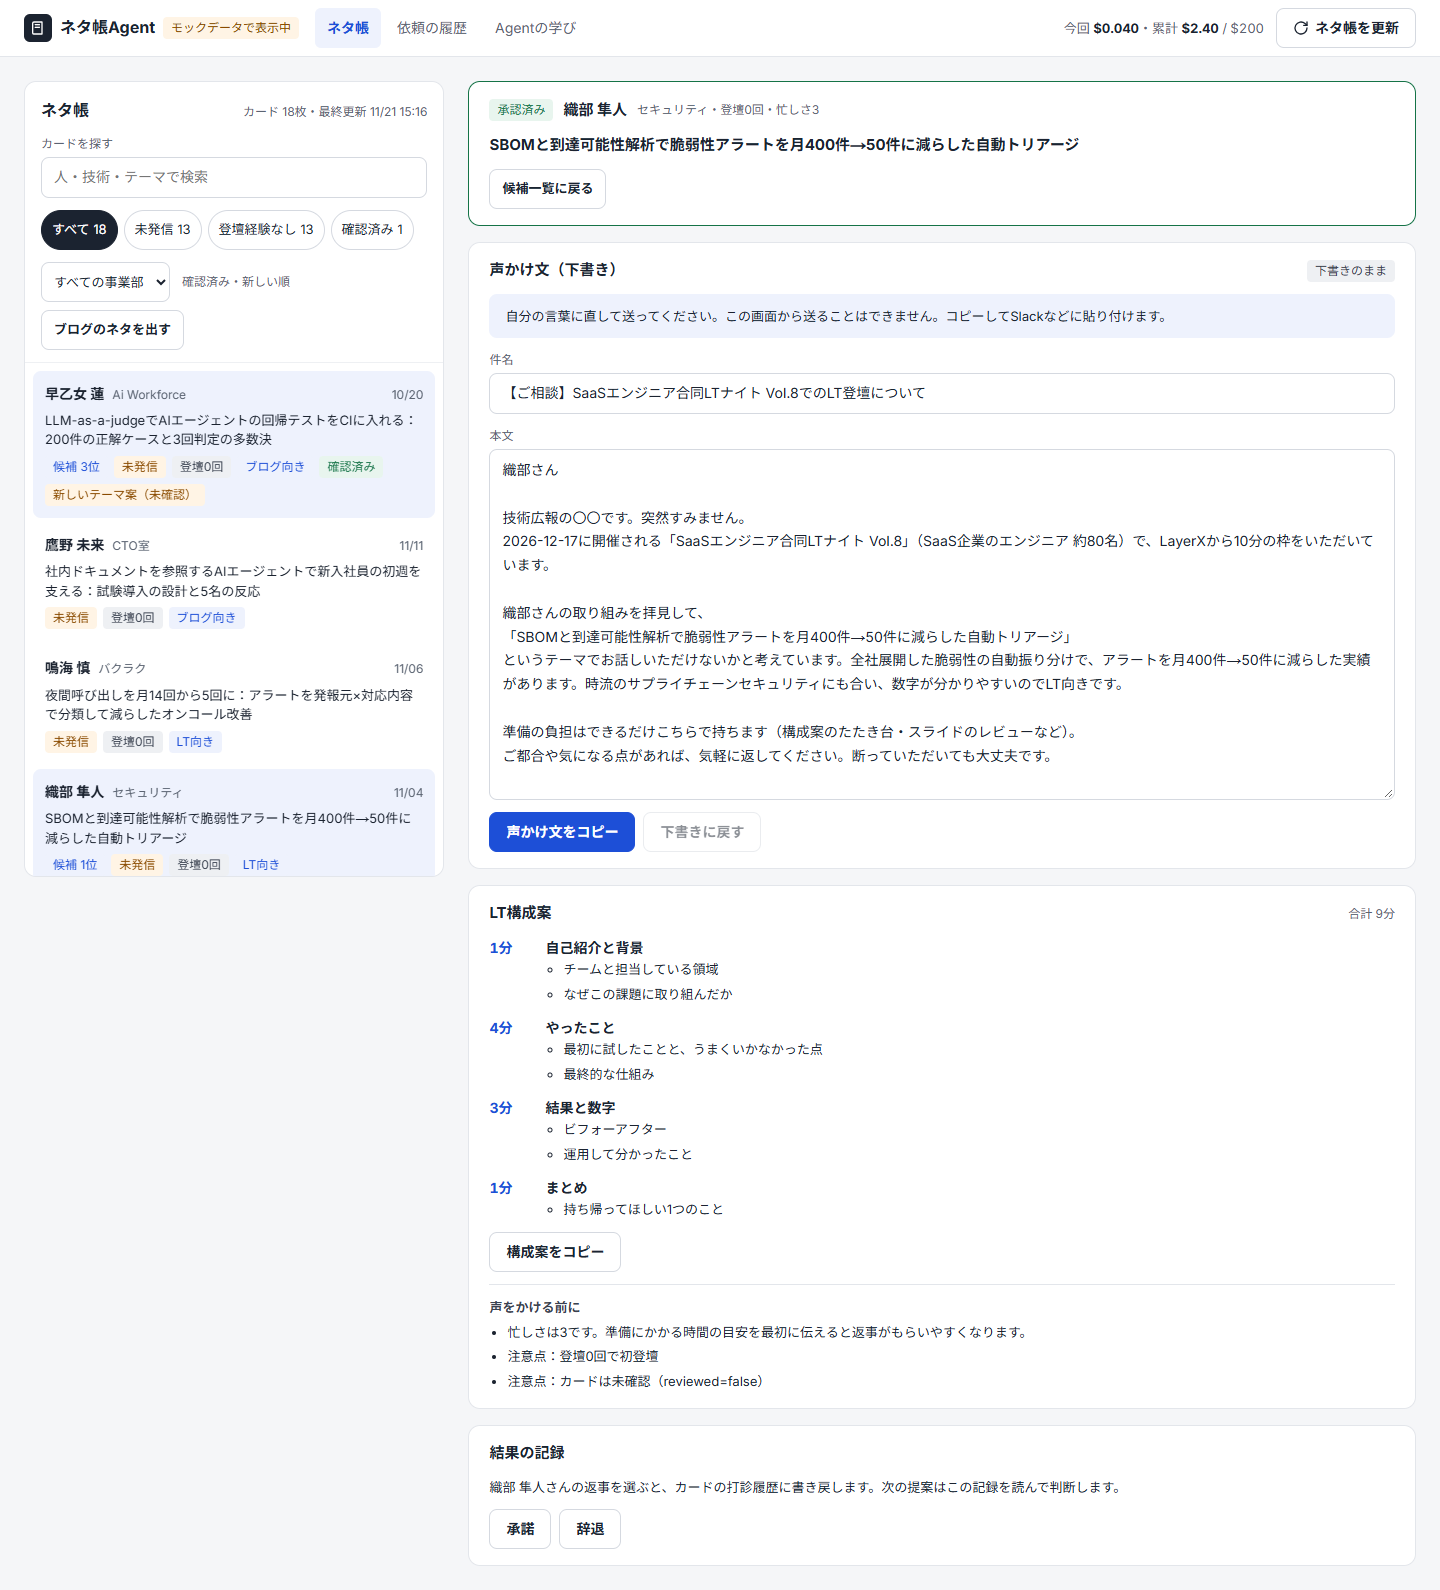 ネタ帳Agent
モックデータで表示中
ネタ帳
依頼の履歴
Agentの学び
今回 $0.040・累計 $2.40 / $200
ネタ帳を更新
ネタ帳
カード 18枚・最終更新 11/21 15:16
カードを探す
人・技術・テーマで検索
すべて 18
未発信 13
登壇経験なし 13
確認済み 1
すべての事業部
確認済み・新しい順
ブログのネタを出す
早乙女 蓮 Ai Workforce 10/20
LLM-as-a-judgeでAIエージェントの回帰テストをCIに入れる：
200件の正解ケースと3回判定の多数決
候補 3位 未発信 登壇0回 ブログ向き 確認済み
新しいテーマ案（未確認）
鷹野 未来 CTO室 11/11
社内ドキュメントを参照するAIエージェントで新入社員の初週を
支える：試験導入の設計と5名の反応
未発信 登壇0回 ブログ向き
鳴海 慎 バクラク 11/06
夜間呼び出しを月14回から5回に：アラートを発報元×対応内容
で分類して減らしたオンコール改善
未発信 登壇0回 LT向き
織部 隼人 セキュリティ 11/04
SBOMと到達可能性解析で脆弱性アラートを月400件→50件に
減らした自動トリアージ
候補 1位 未発信 登壇0回 LT向き
承認済み 織部 隼人 セキュリティ・登壇0回・忙しさ3
SBOMと到達可能性解析で脆弱性アラートを月400件→50件に減らした自動トリアージ
候補一覧に戻る
声かけ文（下書き）
下書きのまま
自分の言葉に直して送ってください。この画面から送ることはできません。コピーしてSlackなどに貼り付けます。
件名
【ご相談】SaaSエンジニア合同LTナイト Vol.8でのLT登壇について
本文
織部さん
技術広報の〇〇です。突然すみません。
2026-12-17に開催される「SaaSエンジニア合同LTナイト Vol.8」（SaaS企業のエンジニア 約80名）で、LayerXから10分の枠をいただいて
います。
織部さんの取り組みを拝見して、
「SBOMと到達可能性解析で脆弱性アラートを月400件→50件に減らした自動トリアージ」
というテーマでお話しいただけないかと考えています。全社展開した脆弱性の自動振り分けで、アラートを月400件→50件に減らした実績
があります。時流のサプライチェーンセキュリティにも合い、数字が分かりやすいのでLT向きです。
準備の負担はできるだけこちらで持ちます（構成案のたたき台・スライドのレビューなど）。
ご都合や気になる点があれば、気軽に返してください。断っていただいても大丈夫です。
声かけ文をコピー
下書きに戻す
LT構成案
合計 9分
1分 自己紹介と背景
チームと担当している領域
なぜこの課題に取り組んだか
4分 やったこと
最初に試したことと、うまくいかなかった点
最終的な仕組み
3分 結果と数字
ビフォーアフター
運用して分かったこと
1分 まとめ
持ち帰ってほしい1つのこと
構成案をコピー
声をかける前に
忙しさは3です。準備にかかる時間の目安を最初に伝えると返事がもらいやすくなります。
注意点：登壇0回で初登壇
注意点：カードは未確認（reviewed=false）
結果の記録
織部 隼人さんの返事を選ぶと、カードの打診履歴に書き戻します。次の提案はこの記録を読んで判断します。
承諾
辞退